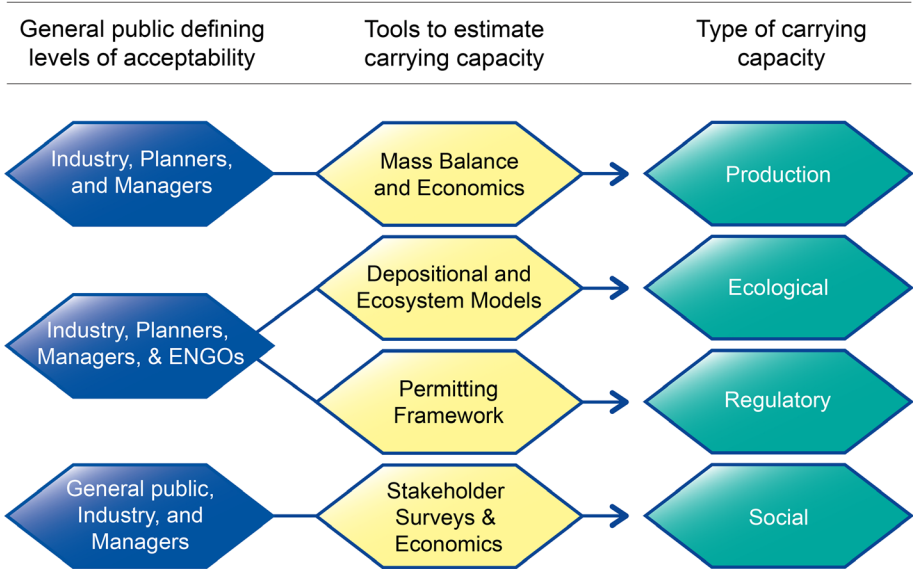 General public defining
levels of acceptability
Tools to estimate
carrying capacity
Type of carrying
capacity
Industry, Planners,
and Managers
Mass Balance
and Economics
Production
Industry, Planners,
Managers, & ENGOs
Depositional and
Ecosystem Models
Ecological
Permitting
Framework
Regulatory
General public,
Industry, and
Managers
Stakeholder
Surveys &
Economics
Social